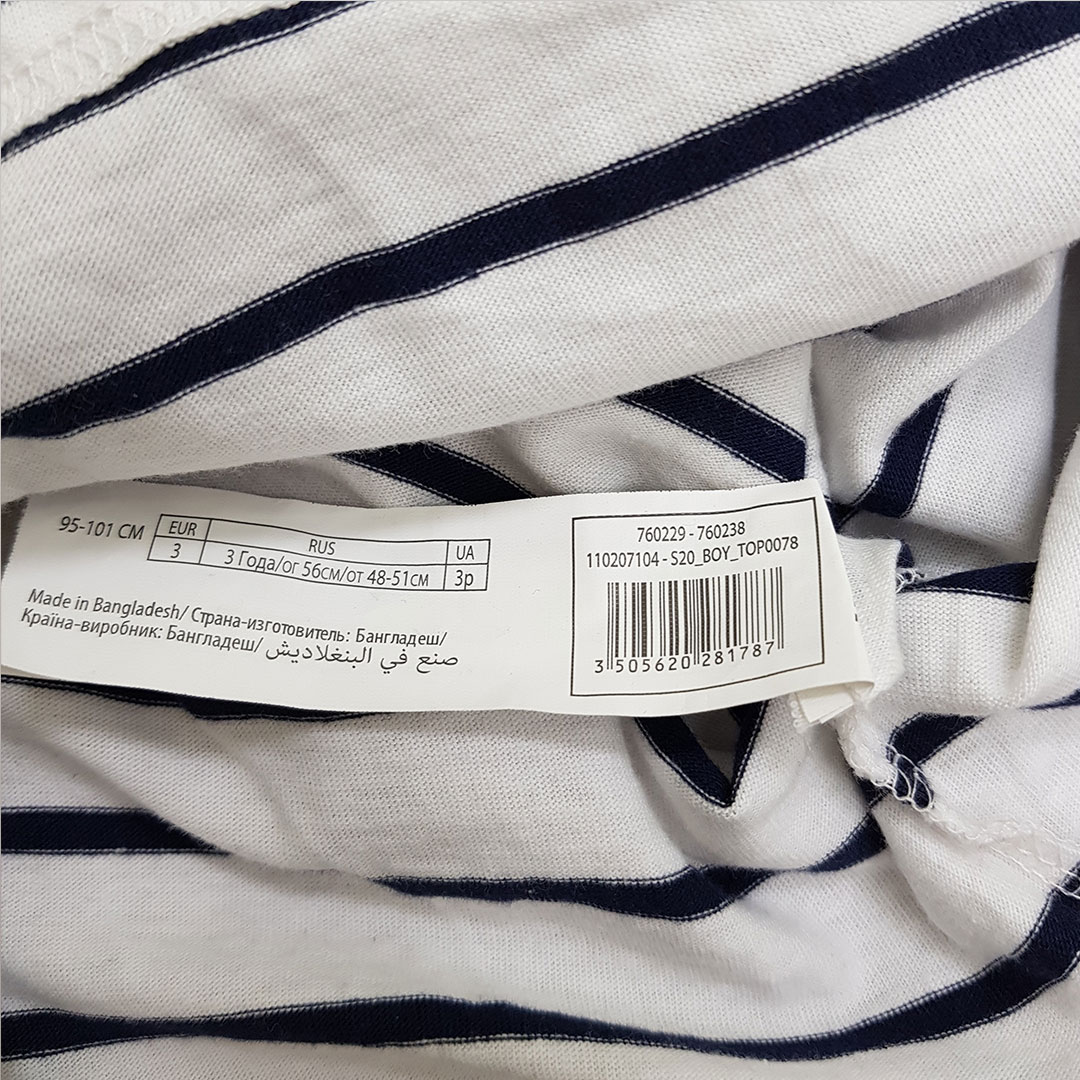 95-101 CM
EUR RUS UA
3 3 Года/ОГ 56СМ/ОТ 48-51СМ 3р
Made in Bangladesh/ Страна-изготовитель: Бангладеш/
Країна-виробник: Бангладеш/ صنع في البنغلاديش
760229 - 760238
110207104 - S20_BOY_TOP0078
3 505620 281787